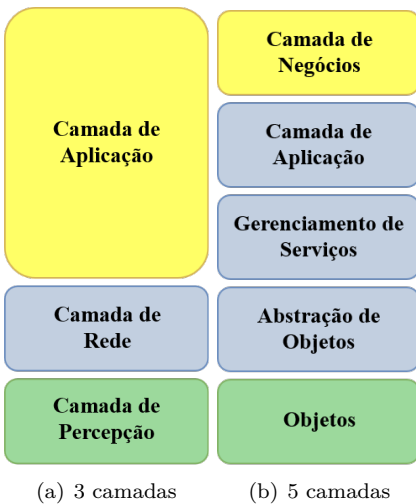 Camada de
Aplicação
Camada de
Rede
Camada de
Percepção
(a) 3 camadas
Camada de
Negócios
Camada de
Aplicação
Gerenciamento de
Serviços
Abstração de
Objetos
Objetos
(b) 5 camadas